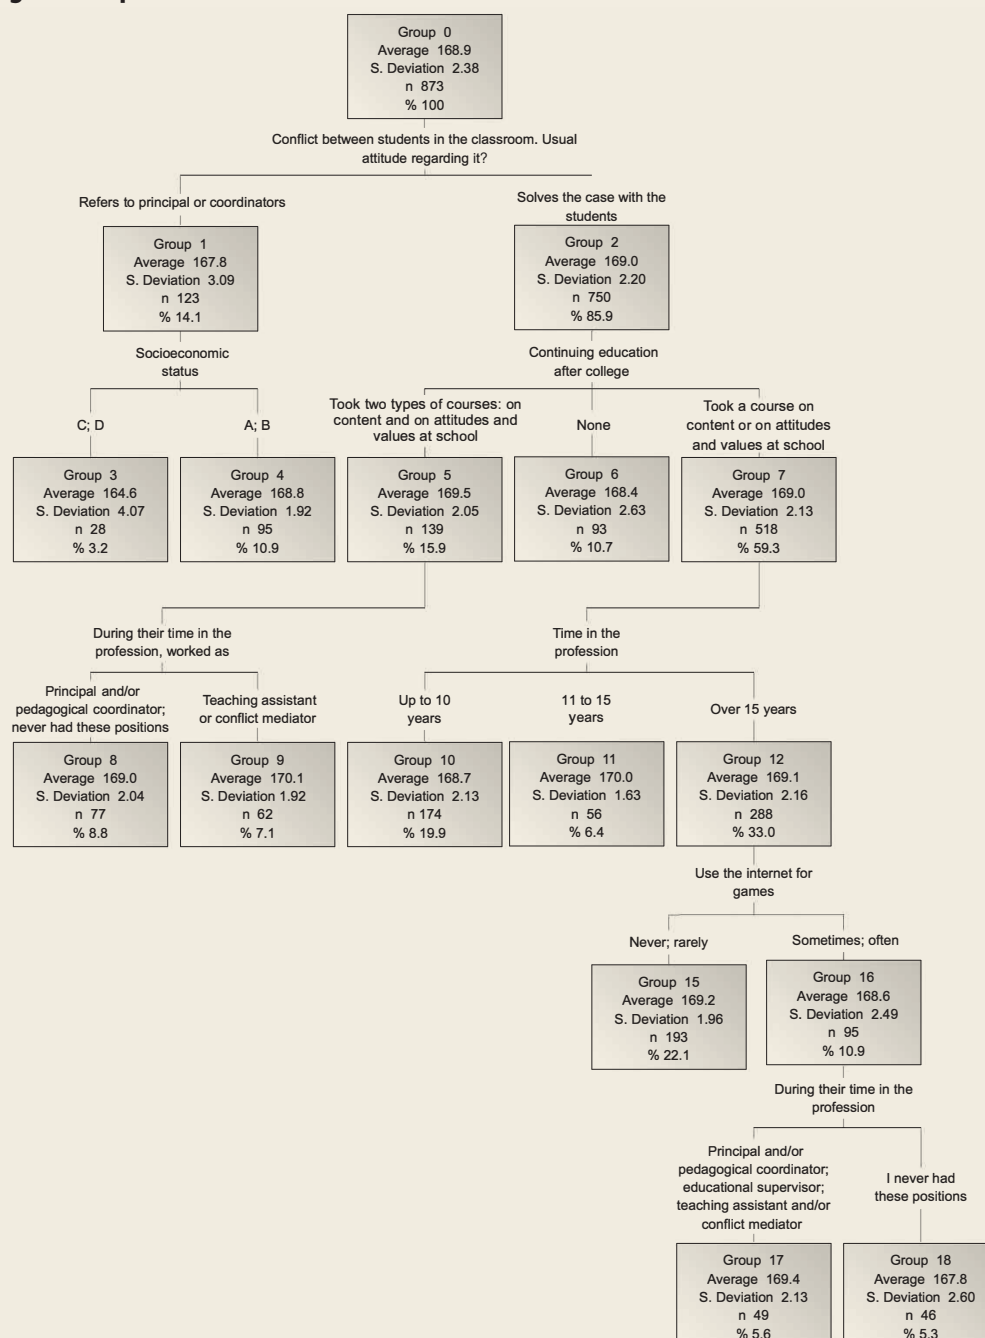 Group 0
Average 168.9
S. Deviation 2.38
n 873
% 100
Conflict between students in the classroom. Usual
attitude regarding it?
Refers to principal or coordinators
Solves the case with the
students
Group 1
Average 167.8
S. Deviation 3.09
n 123
% 14.1
Group 2
Average 169.0
S. Deviation 2.20
n 750
% 85.9
Socioeconomic
status
Continuing education
after college
C; D
A; B
Took two types of courses: on
content and on attitudes and
values at school
None
Took a course on
content or on attitudes
and values at school
Group 3
Average 164.6
S. Deviation 4.07
n 28
% 3.2
Group 4
Average 168.8
S. Deviation 1.92
n 95
% 10.9
Group 5
Average 169.5
S. Deviation 2.05
n 139
% 15.9
Group 6
Average 168.4
S. Deviation 2.63
n 93
% 10.7
Group 7
Average 169.0
S. Deviation 2.13
n 518
% 59.3
During their time in the
profession, worked as
Time in the
profession
Principal and/or
pedagogical coordinator;
never had these positions
Teaching assistant
or conflict mediator
Up to 10
years
11 to 15
years
Over 15 years
Group 8
Average 169.0
S. Deviation 2.04
n 77
% 8.8
Group 9
Average 170.1
S. Deviation 1.92
n 62
% 7.1
Group 10
Average 168.7
S. Deviation 2.13
n 174
% 19.9
Group 11
Average 170.0
S. Deviation 1.63
n 56
% 6.4
Group 12
Average 169.1
S. Deviation 2.16
n 288
% 33.0
Use the internet for
games
Never; rarely
Sometimes; often
Group 15
Average 169.2
S. Deviation 1.96
n 193
% 22.1
Group 16
Average 168.6
S. Deviation 2.49
n 95
% 10.9
During their time in the
profession
Principal and/or
pedagogical coordinator;
educational supervisor;
teaching assistant and/or
conflict mediator
I never had
these positions
Group 17
Average 169.4
S. Deviation 2.13
n 49
% 5.6
Group 18
Average 167.8
S. Deviation 2.60
n 46
% 5.3